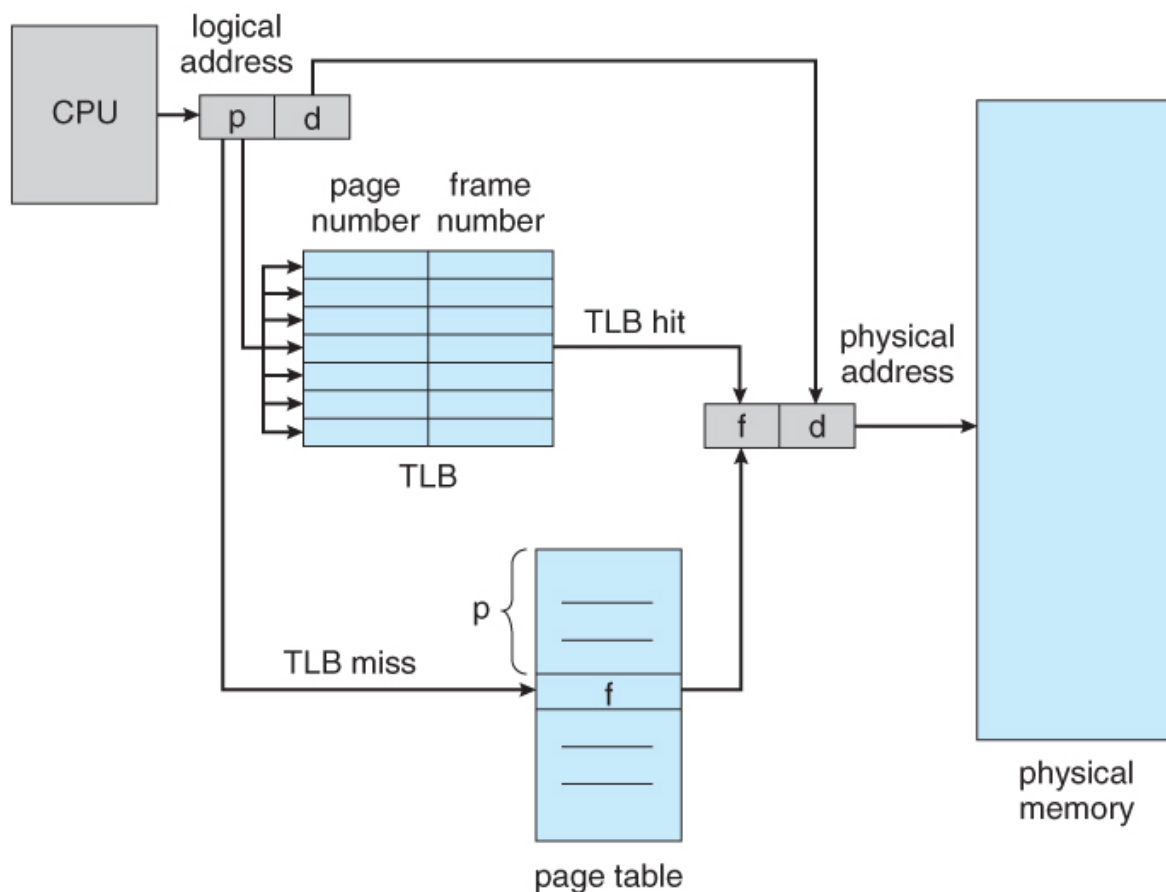 logical
address
CPU
p d
page
number
frame
number
TLB hit
physical
address
f d
TLB
p
TLB miss
f
physical
memory
page table